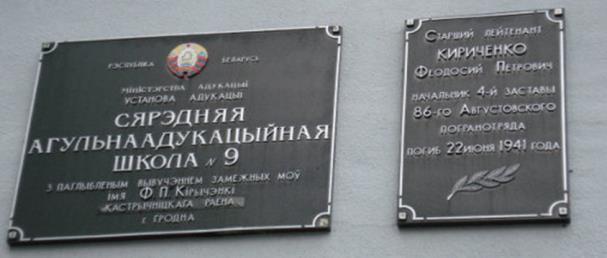 РЭСПУБЛІКА БЕЛАРУСЬ
МІНІСТЭРСТВА АДУКАЦЫІ
УСТАНОВА АДУКАЦЫІ
СЯРЭДНЯЯ
АГУЛЬНААДУКАЦЫЙНАЯ
ШКОЛА № 9
З ПАГЛЫБЛЕНЫМ ВЫВУЧЭННЕМ ЗАМЕЖНЫХ МОЎ
ІМЯ Ф.П. КІРЫЧЭНКІ
КАСТРЫЧНІЦКАГА РАЁНА
г. ГРОДНА
СТАРШИЙ ЛЕЙТЕНАНТ
КИРИЧЕНКО
ФЕОДОСИЙ ПЕТРОВИЧ
НАЧАЛЬНИК 4-й ЗАСТАВЫ
86-го АВГУСТОВСКОГО
ПОГРАНОТРЯДА
ПОГИБ 22 ИЮНЯ 1941 ГОДА